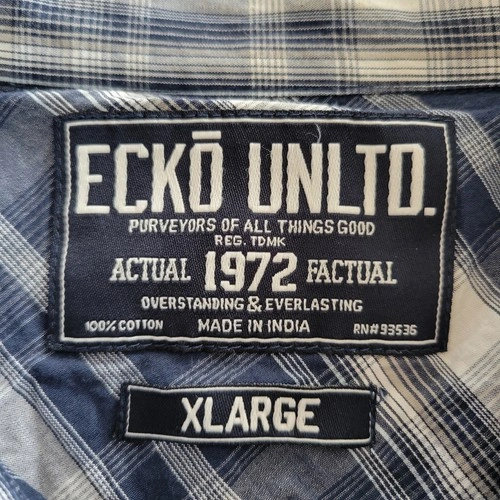 ECKŌ UNLTD.
PURVEYORS OF ALL THINGS GOOD
REG. TDMK
ACTUAL 1972 FACTUAL
OVERSTANDING & EVERLASTING
100% COTTON MADE IN INDIA RN#93536
XLARGE